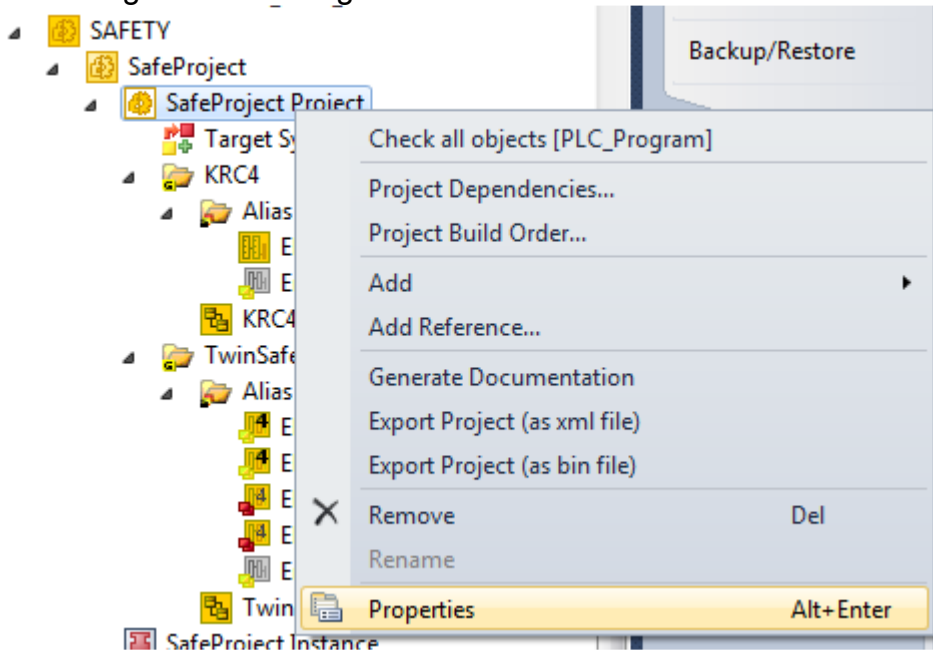 SAFETY
Backup/Restore
SafeProject
SafeProject Project
Target Sy
Check all objects [PLC_Program]
KRC4
Project Dependencies...
Alias
Project Build Order...
E
E
Add
KRC4
Add Reference...
TwinSafe
Generate Documentation
Alias
Export Project (as xml file)
E
E
Export Project (as bin file)
E
Remove Del
E
Rename
E
Twin
Properties Alt+Enter
SafeProject Instance